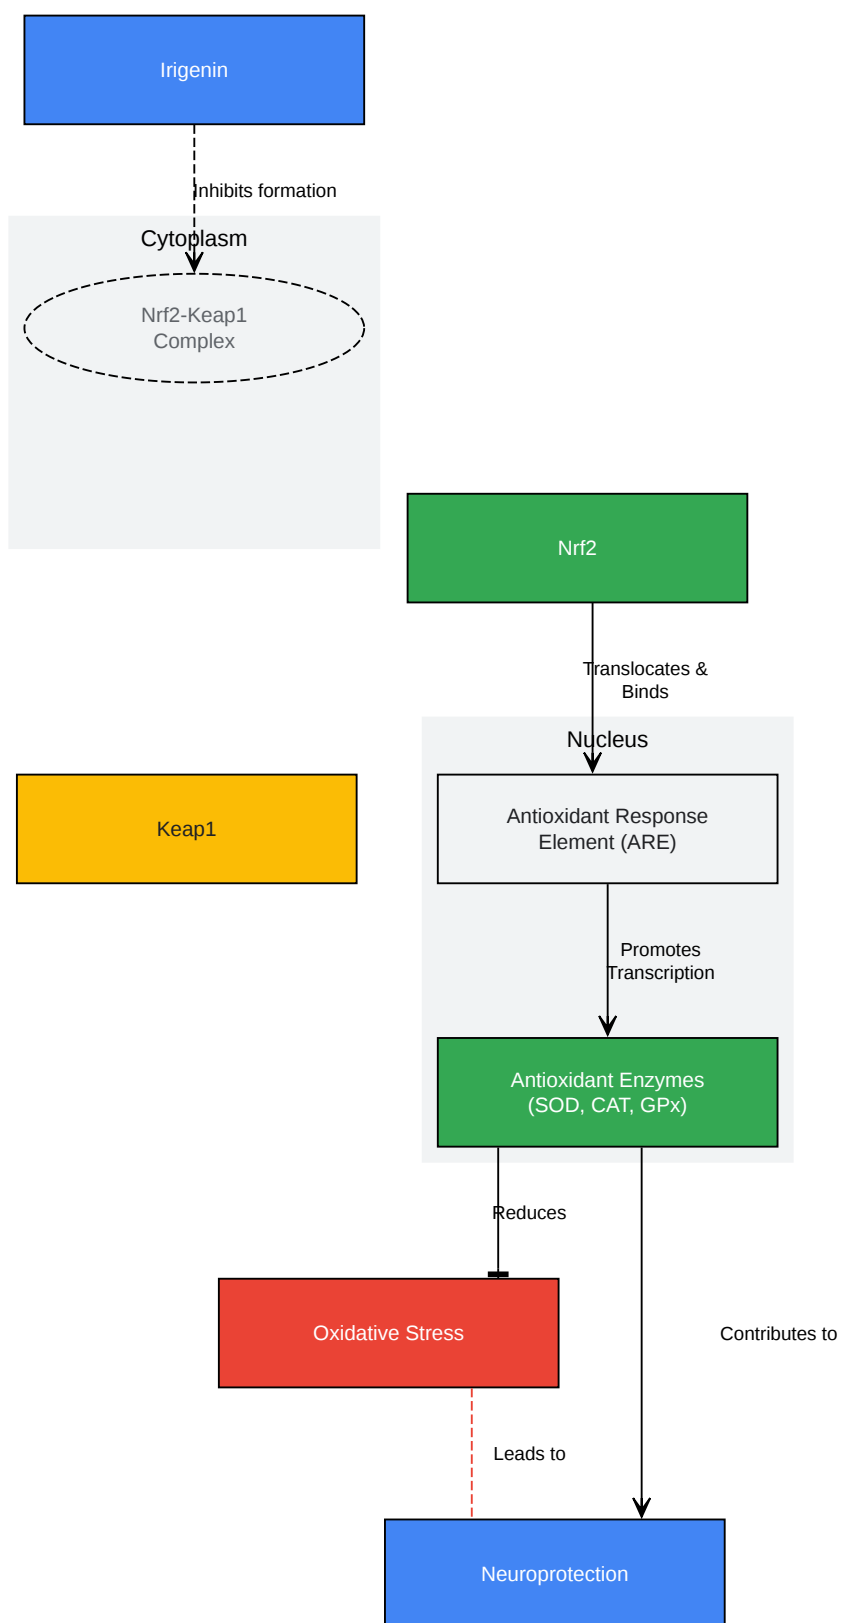 Irigenin
Inhibits formation
Cytoplasm
Nrf2-Keap1
Complex
Nrf2
Translocates &
Binds
Nucleus
Keap1
Antioxidant Response
Element (ARE)
Promotes
Transcription
Antioxidant Enzymes
(SOD, CAT, GPx)
Reduces
Oxidative Stress
Contributes to
Leads to
Neuroprotection